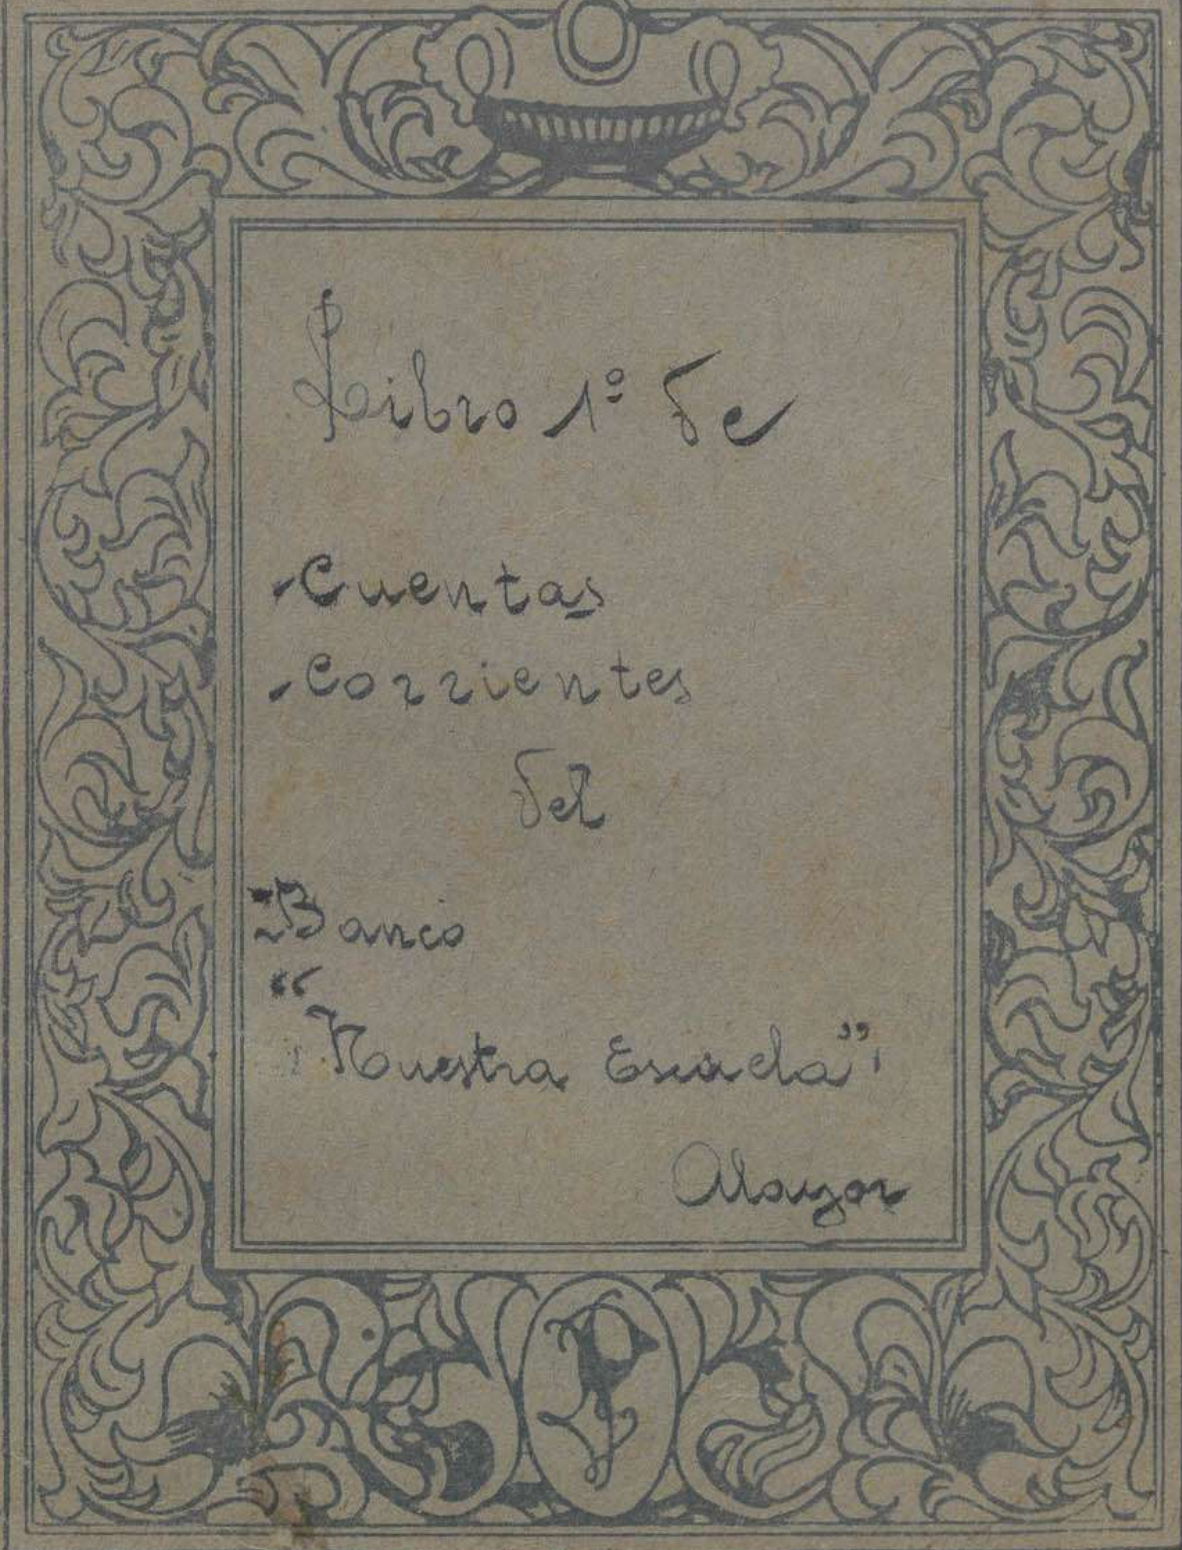 Libro 1º de
Cuentas
Corrientes
del
Banco
“
Nuestra Escuela”
Mayor